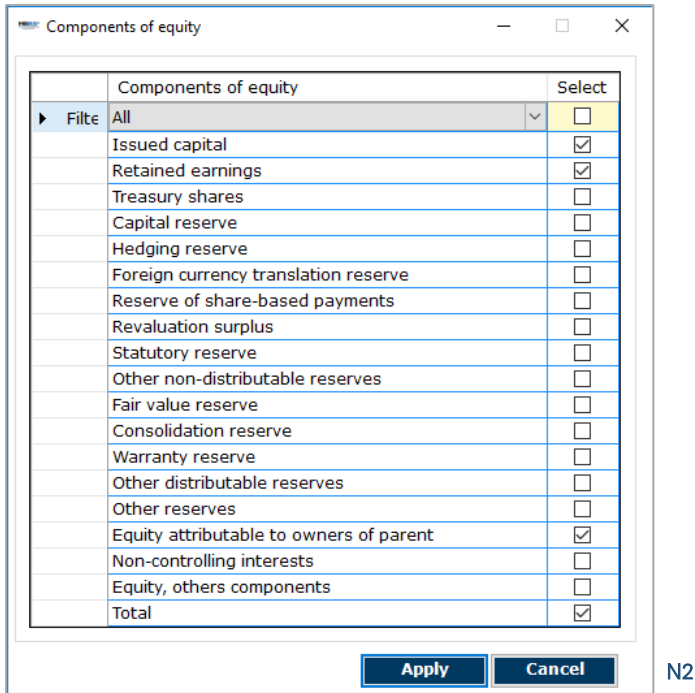 Components of equity
Components of equity Select
Filte All
Issued capital
Retained earnings
Treasury shares
Capital reserve
Hedging reserve
Foreign currency translation reserve
Reserve of share-based payments
Revaluation surplus
Statutory reserve
Other non-distributable reserves
Fair value reserve
Consolidation reserve
Warranty reserve
Other distributable reserves
Other reserves
Equity attributable to owners of parent
Non-controlling interests
Equity, others components
Total
Apply Cancel
N2